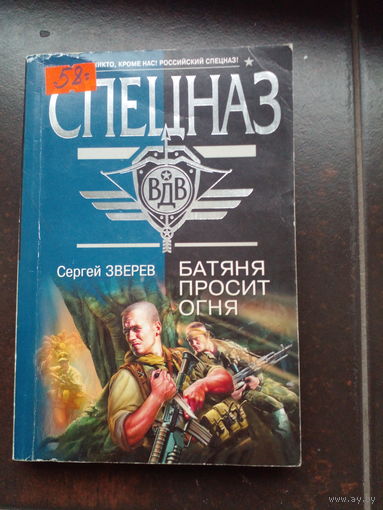 НИКТО, КРОМЕ НАС! РОССИЙСКИЙ СПЕЦНАЗ!
58=
СПЕЦНАЗ
ВДВ
Сергей ЗВЕРЕВ
БАТЯНЯ
ПРОСИТ
ОГНЯ
www.ay.by